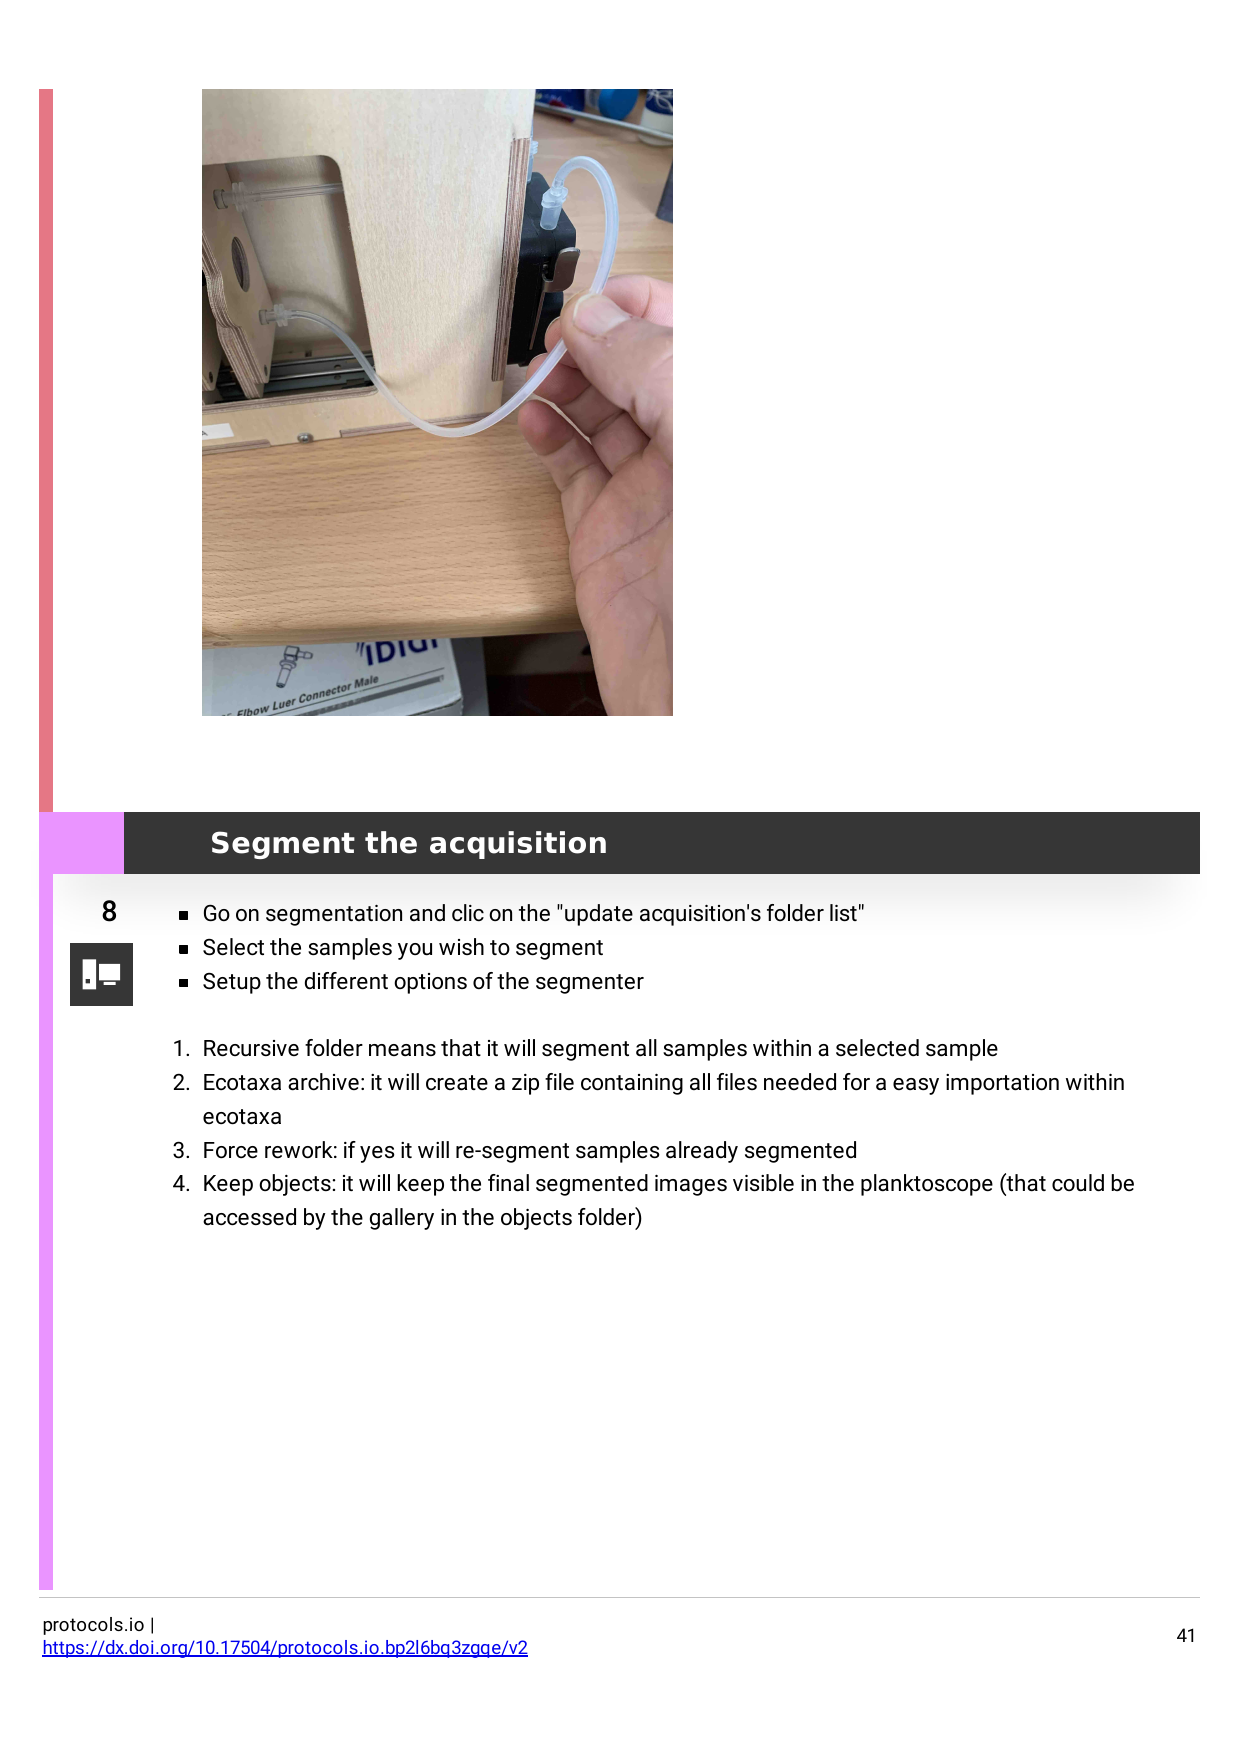 A
Elbow Luer Connector Male
Segment the acquisition
8
▪ Go on segmentation and clic on the "update acquisition's folder list"
▪ Select the samples you wish to segment
▪ Setup the different options of the segmenter
1. Recursive folder means that it will segment all samples within a selected sample
2. Ecotaxa archive: it will create a zip file containing all files needed for a easy importation within
ecotaxa
3. Force rework: if yes it will re-segment samples already segmented
4. Keep objects: it will keep the final segmented images visible in the planktoscope (that could be
accessed by the gallery in the objects folder)
protocols.io |
https://dx.doi.org/10.17504/protocols.io.bp2l6bq3zgqe/v2
41